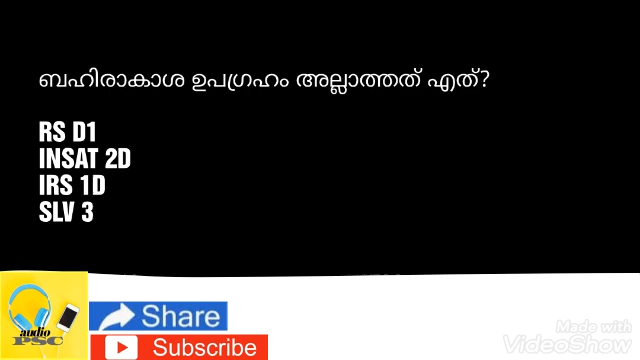 ബഹിരാകാശ ഉപഗ്രഹം അല്ലാത്തത് എത്?
RS D1
INSAT 2D
IRS 1D
SLV 3
audio
PSC
Share
Subscribe
Made with
VideoShow